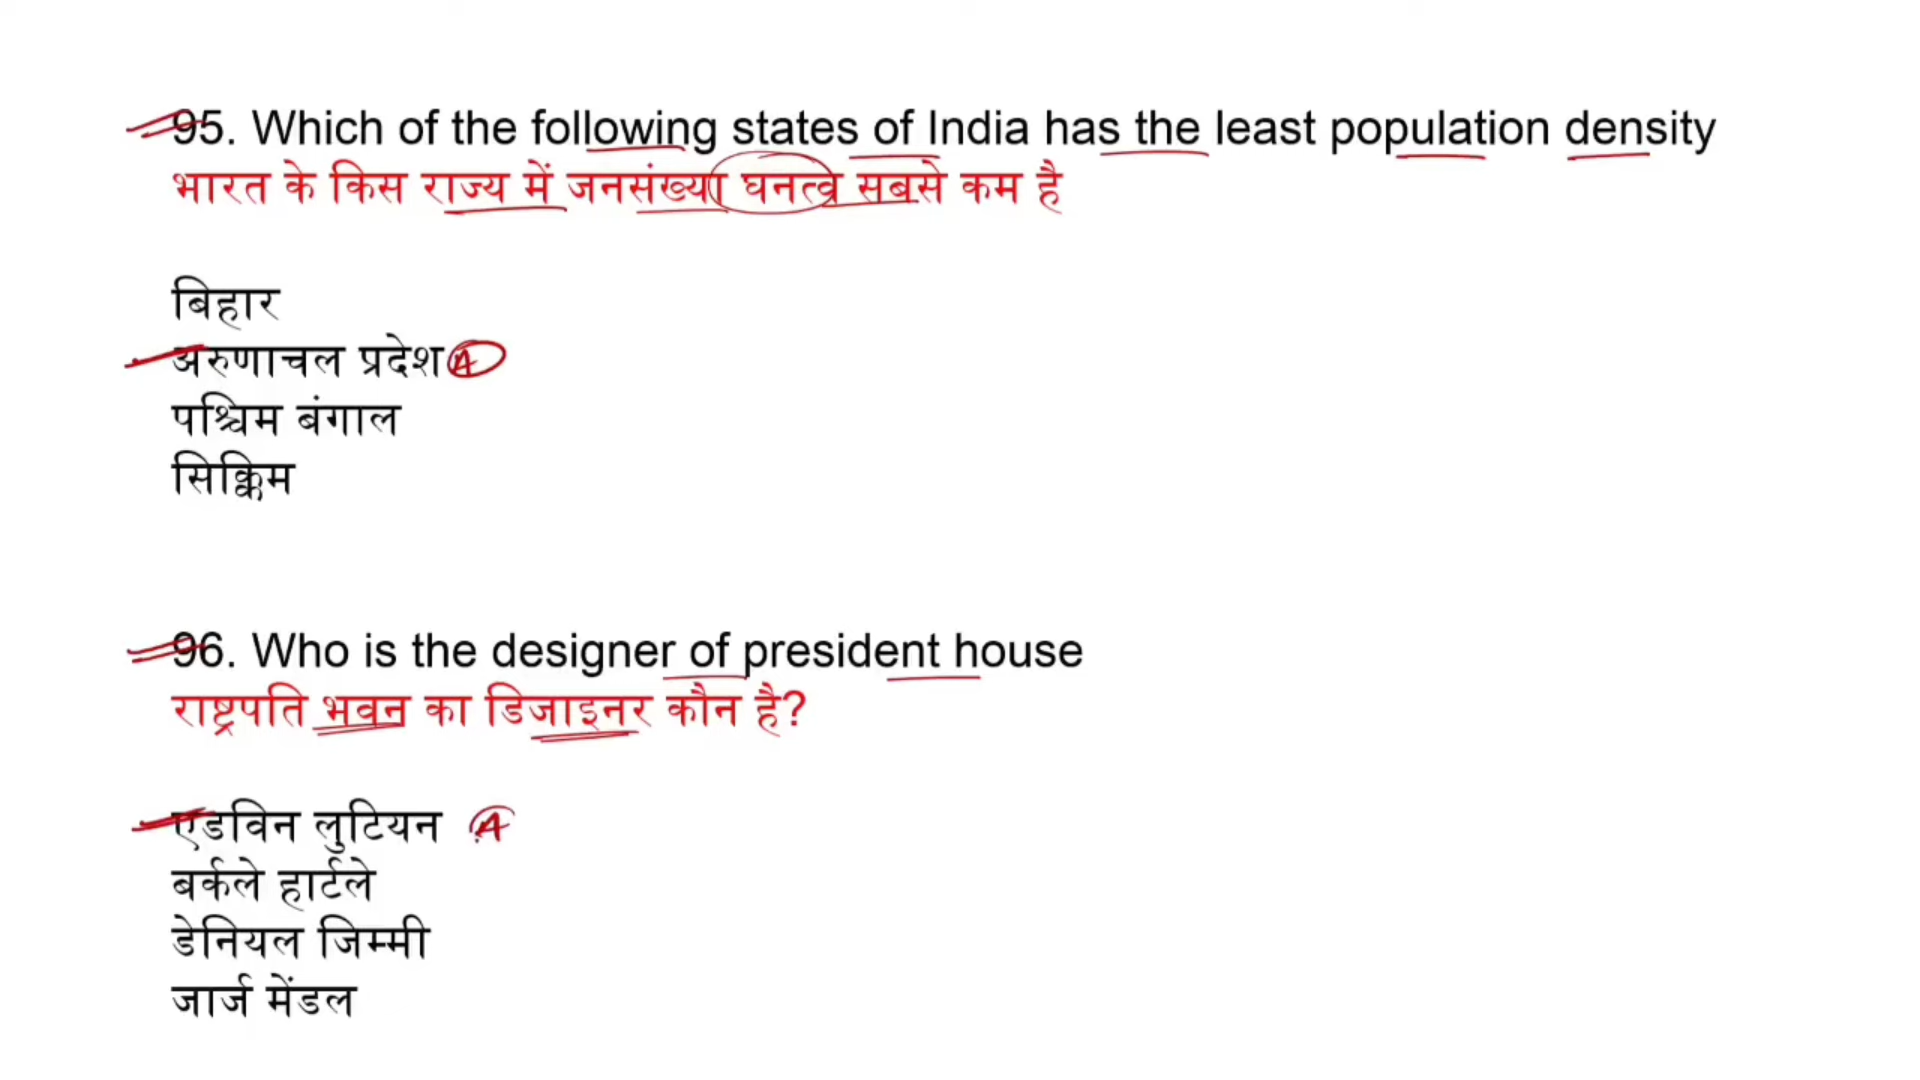 95. Which of the following states of India has the least population density
भारत के किस राज्य में जनसंख्या घनत्व सबसे कम है
बिहार
अरुणाचल प्रदेश A
पश्चिम बंगाल
सिक्किम
96. Who is the designer of president house
राष्ट्रपति भवन का डिजाइनर कौन है?
एडविन लुटियन A
बर्कले हार्टले
डेनियल जिम्मी
जार्ज मेंडल